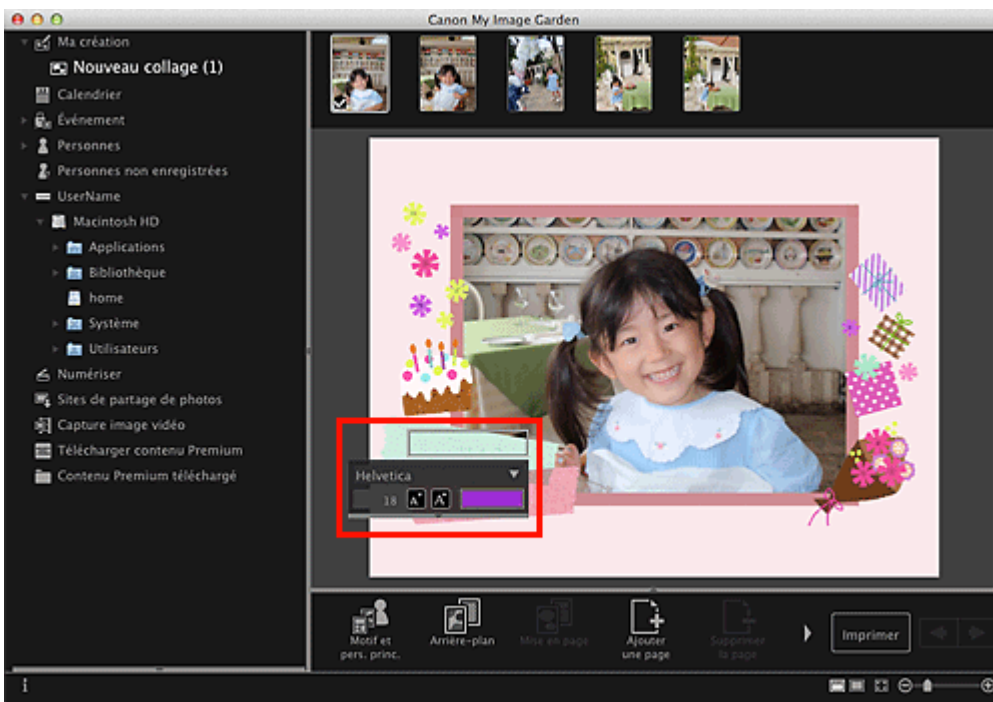 Canon My Image Garden
Ma création
Nouveau collage (1)
Calendrier
Événement
Personnes
Personnes non enregistrées
UserName
Macintosh HD
Applications
Bibliothèque
home
Système
Utilisateurs
Numériser
Sites de partage de photos
Capture image vidéo
Télécharger contenu Premium
Contenu Premium téléchargé
Helvetica
18
Motif et
pers. princ.
Arrière-plan
Mise en page
Ajouter
une page
Supprimer
la page
Imprimer